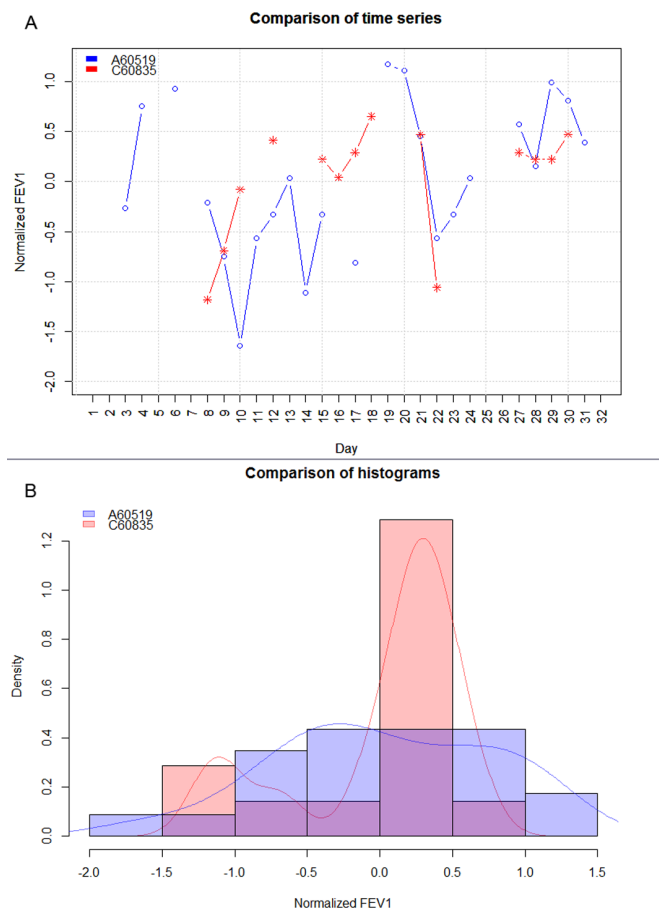 A
Comparison of time series
A60519
C60835
Normalized FEV1
1.0
0.5
0.0
-0.5
-1.0
-1.5
-2.0
1 2 3 4 5 6 7 8 9 10 11 12 13 14 15 16 17 18 19 20 21 22 23 24 25 26 27 28 29 30 31 32
Day
B
Comparison of histograms
A60519
C60835
Density
1.2
1.0
0.8
0.6
0.4
0.2
0.0
-2.0 -1.5 -1.0 -0.5 0.0 0.5 1.0 1.5
Normalized FEV1